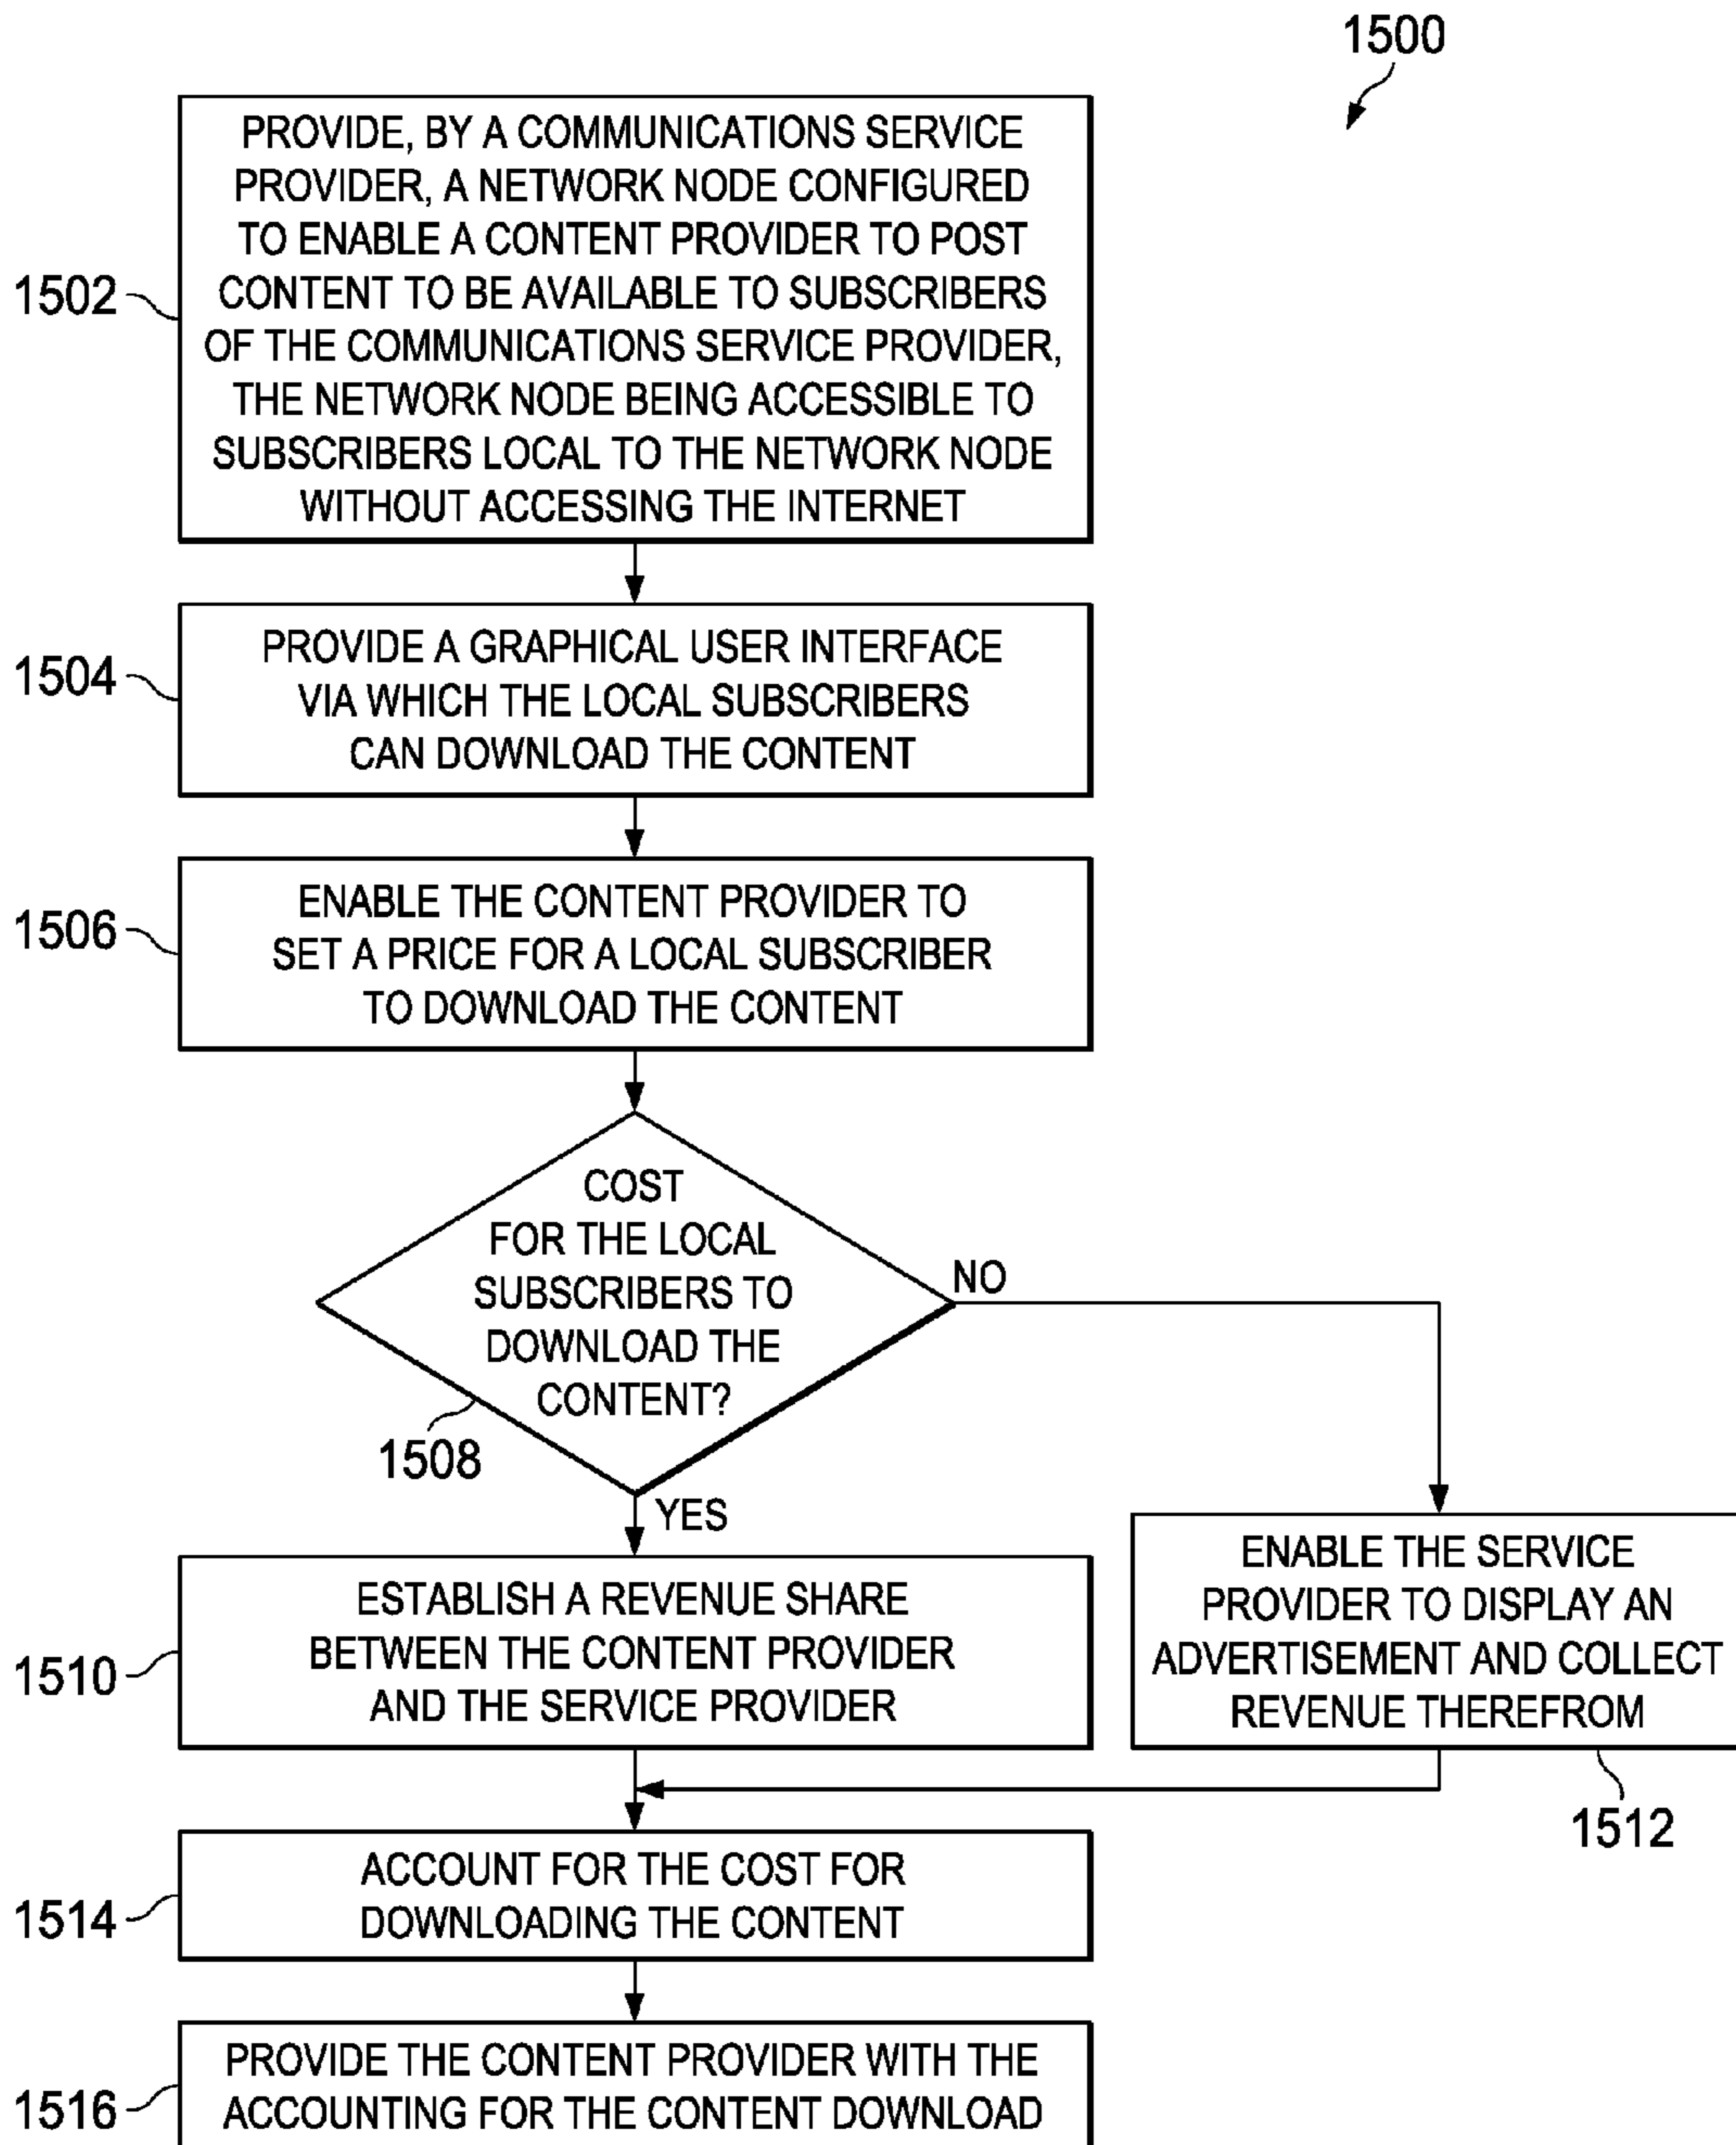 1500
PROVIDE, BY A COMMUNICATIONS SERVICE
PROVIDER, A NETWORK NODE CONFIGURED
TO ENABLE A CONTENT PROVIDER TO POST
CONTENT TO BE AVAILABLE TO SUBSCRIBERS
OF THE COMMUNICATIONS SERVICE PROVIDER,
THE NETWORK NODE BEING ACCESSIBLE TO
SUBSCRIBERS LOCAL TO THE NETWORK NODE
WITHOUT ACCESSING THE INTERNET
1502
PROVIDE A GRAPHICAL USER INTERFACE
VIA WHICH THE LOCAL SUBSCRIBERS
CAN DOWNLOAD THE CONTENT
1504
ENABLE THE CONTENT PROVIDER TO
SET A PRICE FOR A LOCAL SUBSCRIBER
TO DOWNLOAD THE CONTENT
1506
COST
FOR THE LOCAL
SUBSCRIBERS TO
DOWNLOAD THE
CONTENT?
1508
NO
YES
ESTABLISH A REVENUE SHARE
BETWEEN THE CONTENT PROVIDER
AND THE SERVICE PROVIDER
1510
ENABLE THE SERVICE
PROVIDER TO DISPLAY AN
ADVERTISEMENT AND COLLECT
REVENUE THEREFROM
1512
ACCOUNT FOR THE COST FOR
DOWNLOADING THE CONTENT
1514
PROVIDE THE CONTENT PROVIDER WITH THE
ACCOUNTING FOR THE CONTENT DOWNLOAD
1516